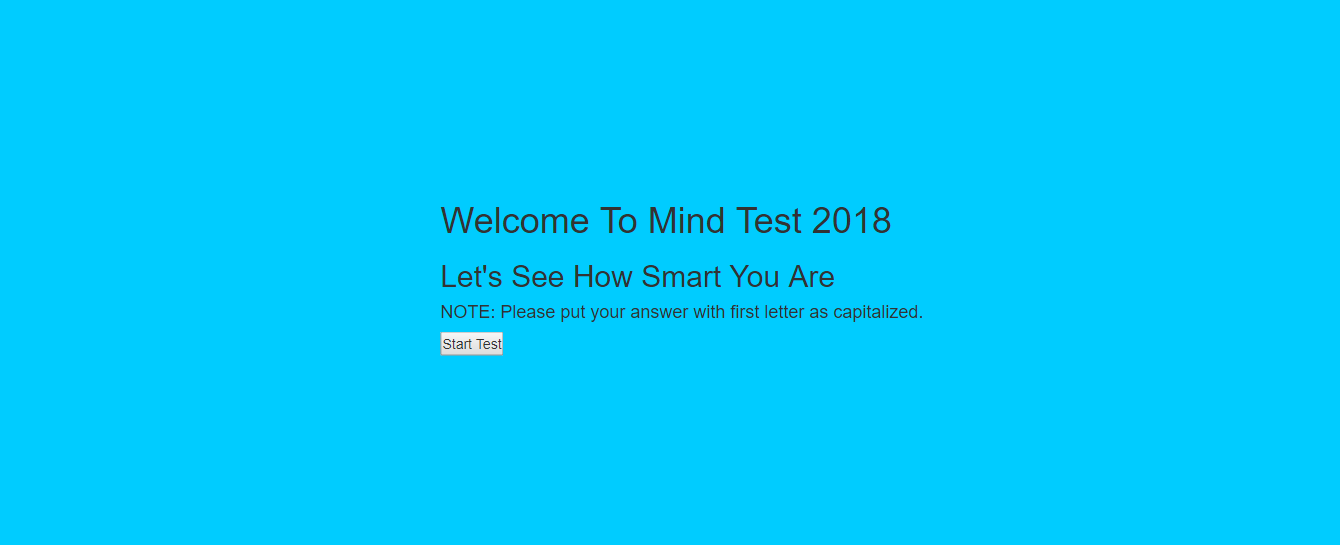 Welcome To Mind Test 2018
Let's See How Smart You Are
NOTE: Please put your answer with first letter as capitalized.
Start Test